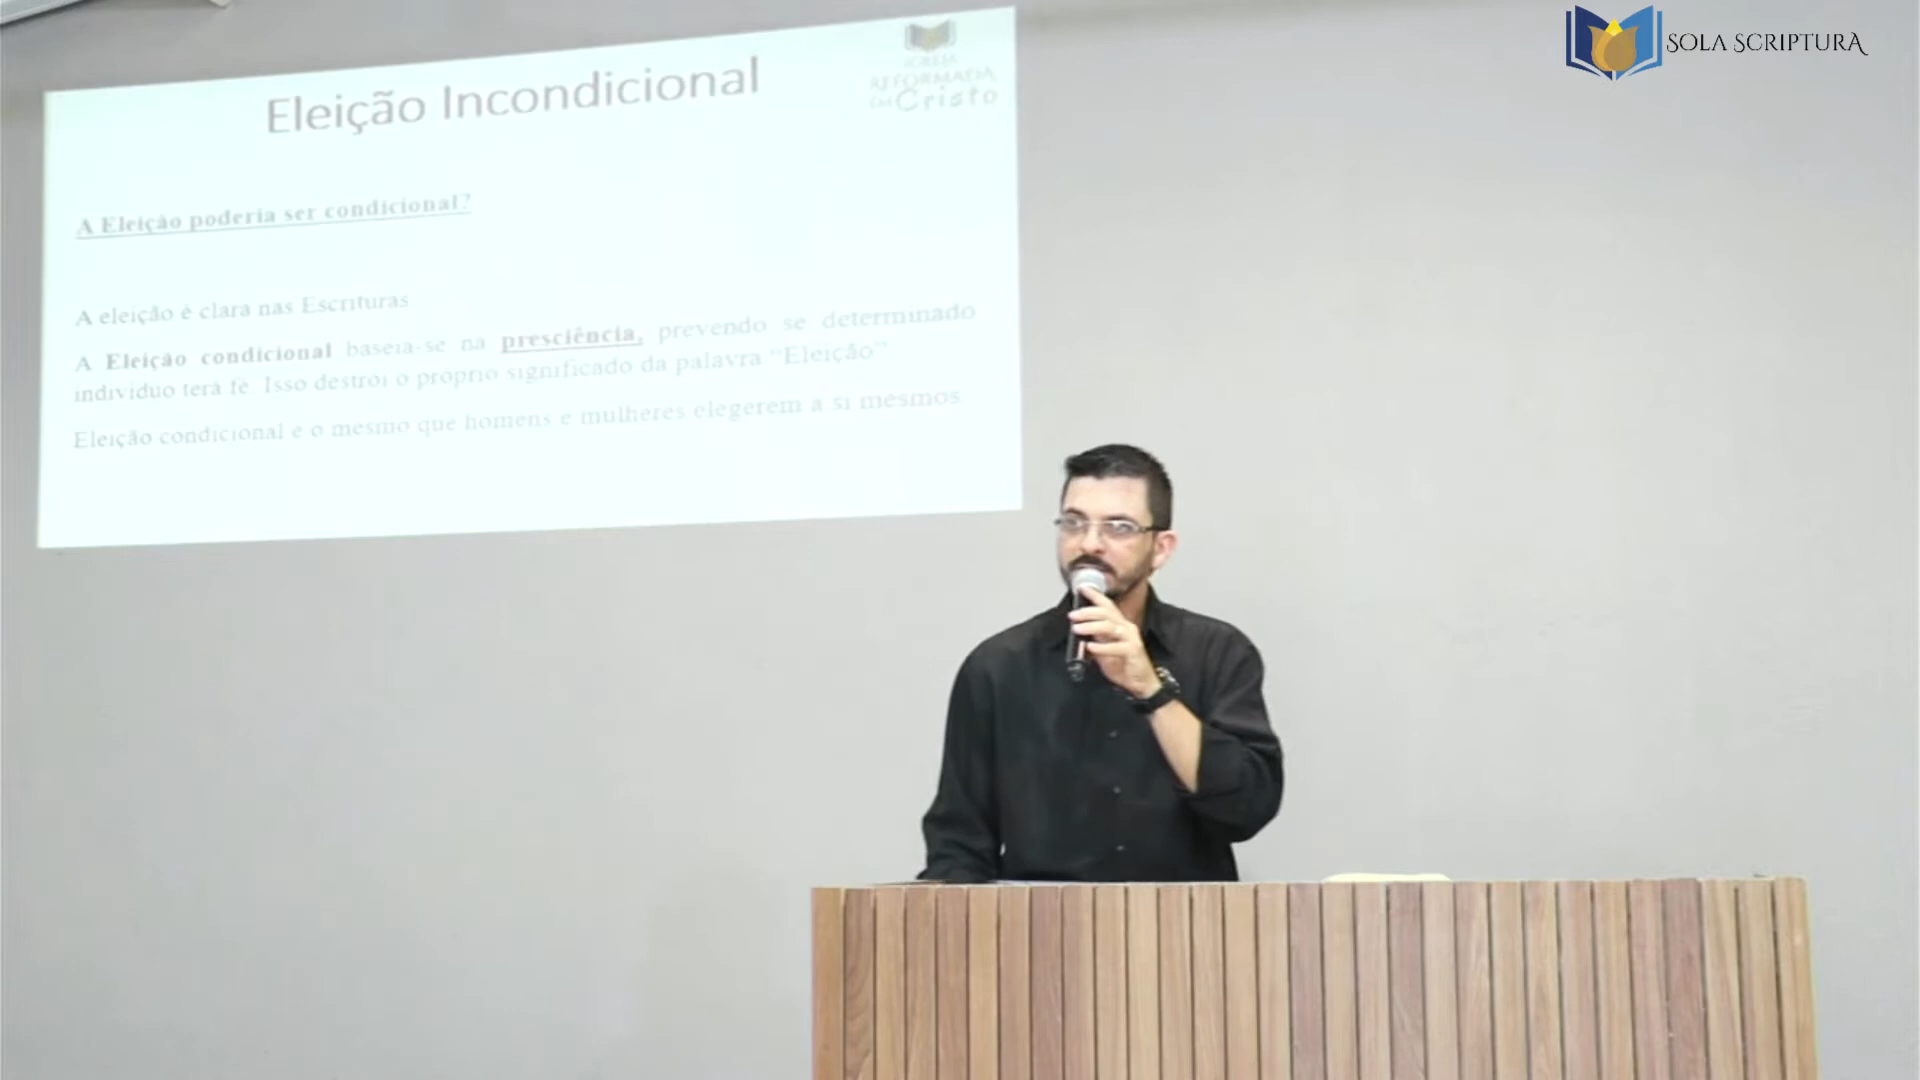 SOLA SCRIPTURA
Eleição Incondicional
IGREJA
REFORMADA
em Cristo
A Eleição poderia ser condicional?
A eleição é clara nas Escrituras
A Eleição condicional baseia-se na presciência, prevendo se determinado
indivíduo terá fé. Isso destrói o próprio significado da palavra “Eleição”.
Eleição condicional é o mesmo que homens e mulheres elegerem a si mesmos